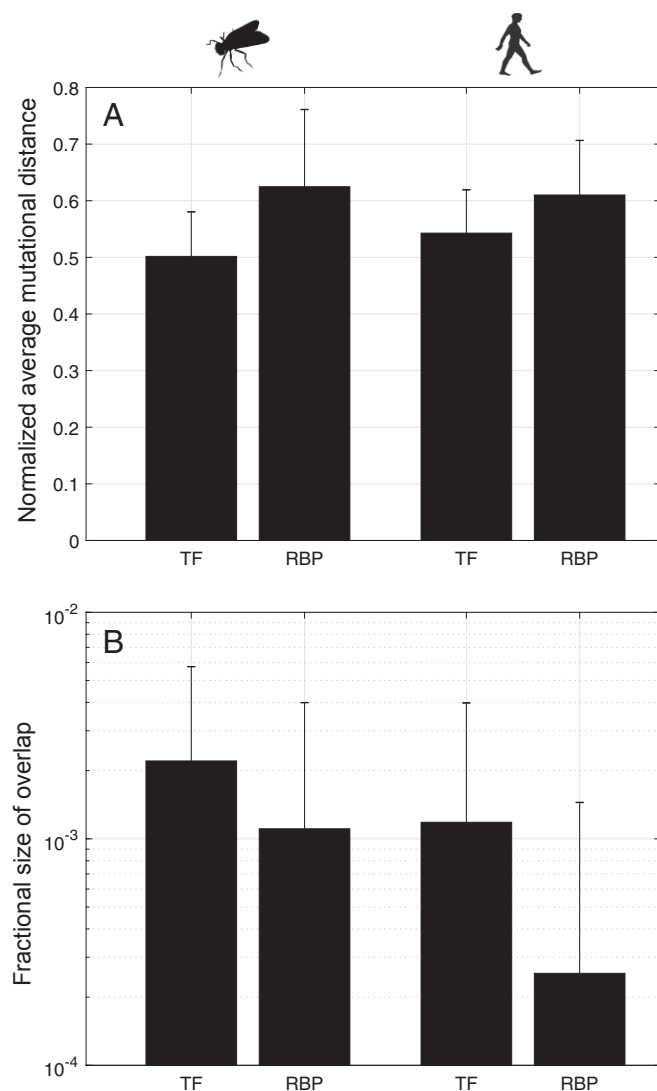 A
Normalized average mutational distance
0.8
0.7
0.6
0.5
0.4
0.3
0.2
0.1
0
TF RBP TF RBP
B
Fractional size of overlap
10⁻²
10⁻³
10⁻⁴
TF RBP TF RBP